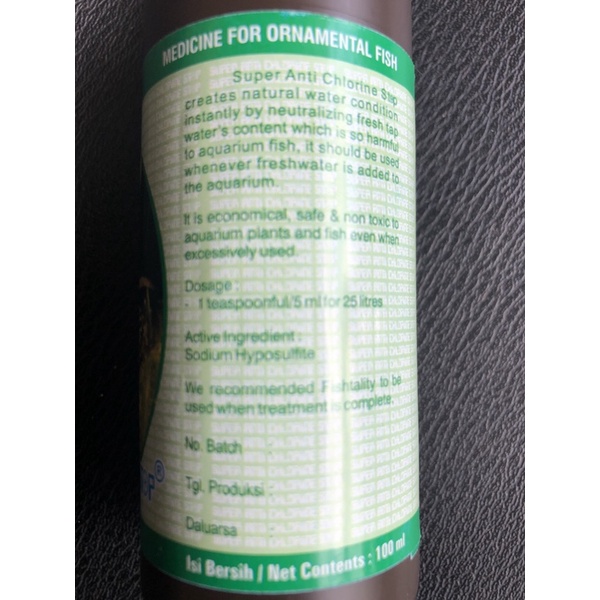 MEDICINE FOR ORNAMENTAL FISH
Super Anti Chlorine Stop
creates natural water condition
instantly by neutralizing fresh tap
water's content which is so harmful
to aquarium fish, it should be used
whenever freshwater is added to
the aquarium.
It is economical, safe & non toxic to
aquarium plants and fish even when
excessively used.
Dosage :
- 1 teaspoonful/5 ml for 25 litres
Active Ingredient :
Sodium Hyposulfite
We recommended Fishtality to be
used when treatment is complete.
No. Batch :
Tgl. Produksi :
Daluarsa :
Isi Bersih / Net Contents : 100 ml